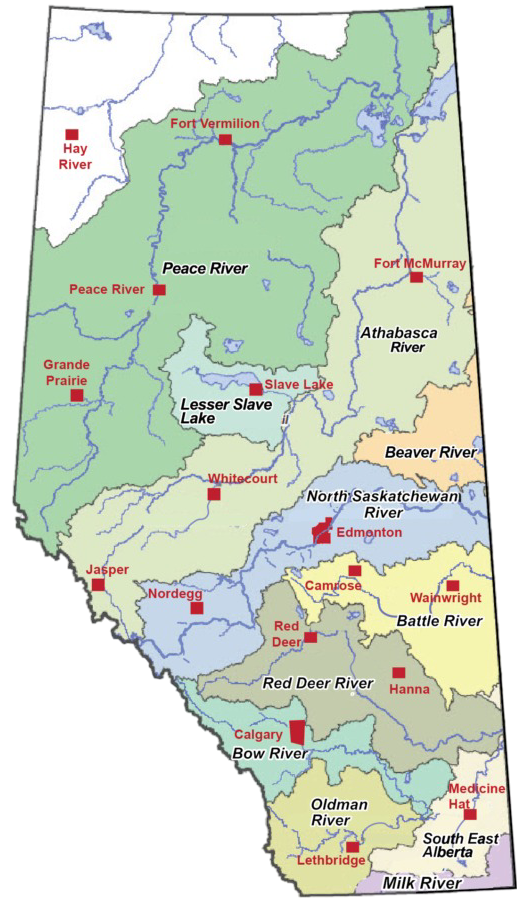 Fort Vermilion
Hay
River
Peace River
Peace River
Fort McMurray
Athabasca
River
Grande
Prairie
Slave Lake
Lesser Slave
Lake
il
Beaver River
Whitecourt
North Saskatchewan
River
Edmonton
Jasper
Nordegg
Camrose
Wainwright
Battle River
Red
Deer
Red Deer River
Hanna
Calgary
Bow River
Medicine
Hat
Oldman
River
South East
Alberta
Lethbridge
Milk River